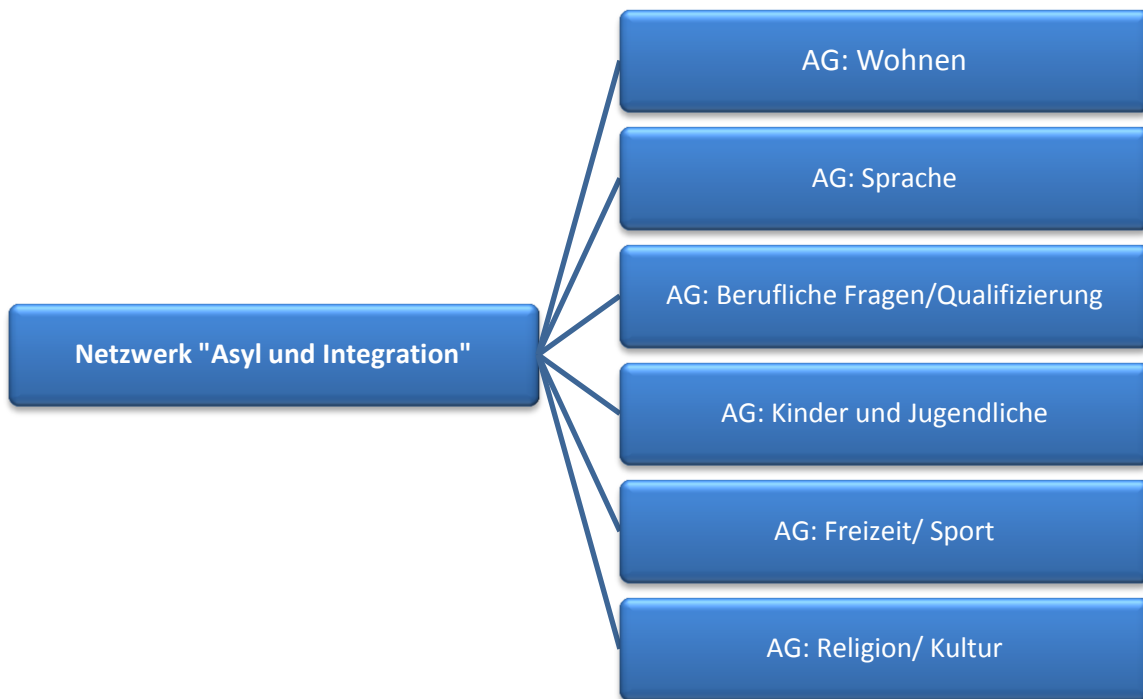 AG: Wohnen
AG: Sprache
AG: Berufliche Fragen/Qualifizierung
Netzwerk "Asyl und Integration"
AG: Kinder und Jugendliche
AG: Freizeit/ Sport
AG: Religion/ Kultur